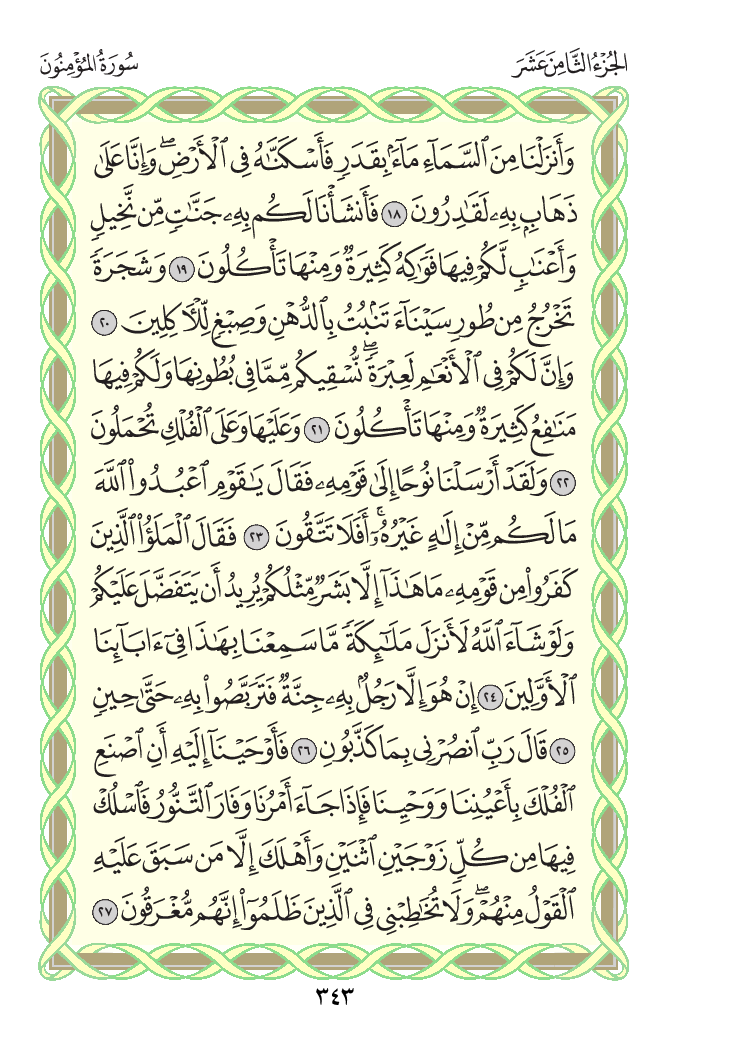 الجُزْءُ الثَّامِنَ عَشَرَ
سُورَةُ المُؤْمِنُونَ
وَأَنزَلْنَا مِنَ ٱلسَّمَآءِ مَآءًۢ بِقَدَرٍ فَأَسْكَنَّٰهُ فِى ٱلْأَرْضِۖ وَإِنَّا عَلَىٰ
ذَهَابٍۭ بِهِۦ لَقَٰدِرُونَ ١٨ فَأَنشَأْنَا لَكُم بِهِۦ جَنَّٰتٍ مِّن نَّخِيلٍ
وَأَعْنَٰبٍ لَّكُمْ فِيهَا فَوَٰكِهُ كَثِيرَةٌ وَمِنْهَا تَأْكُلُونَ ١٩ وَشَجَرَةً
تَخْرُجُ مِن طُورِ سَيْنَآءَ تَنۢبُتُ بِٱلدُّهْنِ وَصِبْغٍ لِّلْأٓكِلِينَ ٢٠
وَإِنَّ لَكُمْ فِى ٱلْأَنْعَٰمِ لَعِبْرَةًۖ نُّسْقِيكُم مِّمَّا فِى بُطُونِهَا وَلَكُمْ فِيهَا
مَنَٰفِعُ كَثِيرَةٌ وَمِنْهَا تَأْكُلُونَ ٢١ وَعَلَيْهَا وَعَلَى ٱلْفُلْكِ تُحْمَلُونَ
٢٢ وَلَقَدْ أَرْسَلْنَا نُوحًا إِلَىٰ قَوْمِهِۦ فَقَالَ يَٰقَوْمِ ٱعْبُدُوا۟ ٱللَّهَ
مَا لَكُم مِّنْ إِلَٰهٍ غَيْرُهُۥٓۚ أَفَلَا تَتَّقُونَ ٢٣ فَقَالَ ٱلْمَلَؤُا۟ ٱلَّذِينَ
كَفَرُوا۟ مِن قَوْمِهِۦ مَا هَٰذَآ إِلَّا بَشَرٌ مِّثْلُكُمْ يُرِيدُ أَن يَتَفَضَّلَ عَلَيْكُمْ
وَلَوْ شَآءَ ٱللَّهُ لَأَنزَلَ مَلَٰٓئِكَةً مَّا سَمِعْنَا بِهَٰذَا فِىٓ ءَابَآئِنَا
ٱلْأَوَّلِينَ ٢٤ إِنْ هُوَ إِلَّا رَجُلٌۢ بِهِۦ جِنَّةٌ فَتَرَبَّصُوا۟ بِهِۦ حَتَّىٰ حِينٍ
٢٥ قَالَ رَبِّ ٱنصُرْنِى بِمَا كَذَّبُونِ ٢٦ فَأَوْحَيْنَآ إِلَيْهِ أَنِ ٱصْنَعِ
ٱلْفُلْكَ بِأَعْيُنِنَا وَوَحْيِنَا فَإِذَا جَآءَ أَمْرُنَا وَفَارَ ٱلتَّنُّورُ فَٱسْلُكْ
فِيهَا مِن كُلٍّ زَوْجَيْنِ ٱثْنَيْنِ وَأَهْلَكَ إِلَّا مَن سَبَقَ عَلَيْهِ
ٱلْقَوْلُ مِنْهُمْۖ وَلَا تُخَٰطِبْنِى فِى ٱلَّذِينَ ظَلَمُوٓا۟ إِنَّهُم مُّغْرَقُونَ ٢٧
٣٤٣